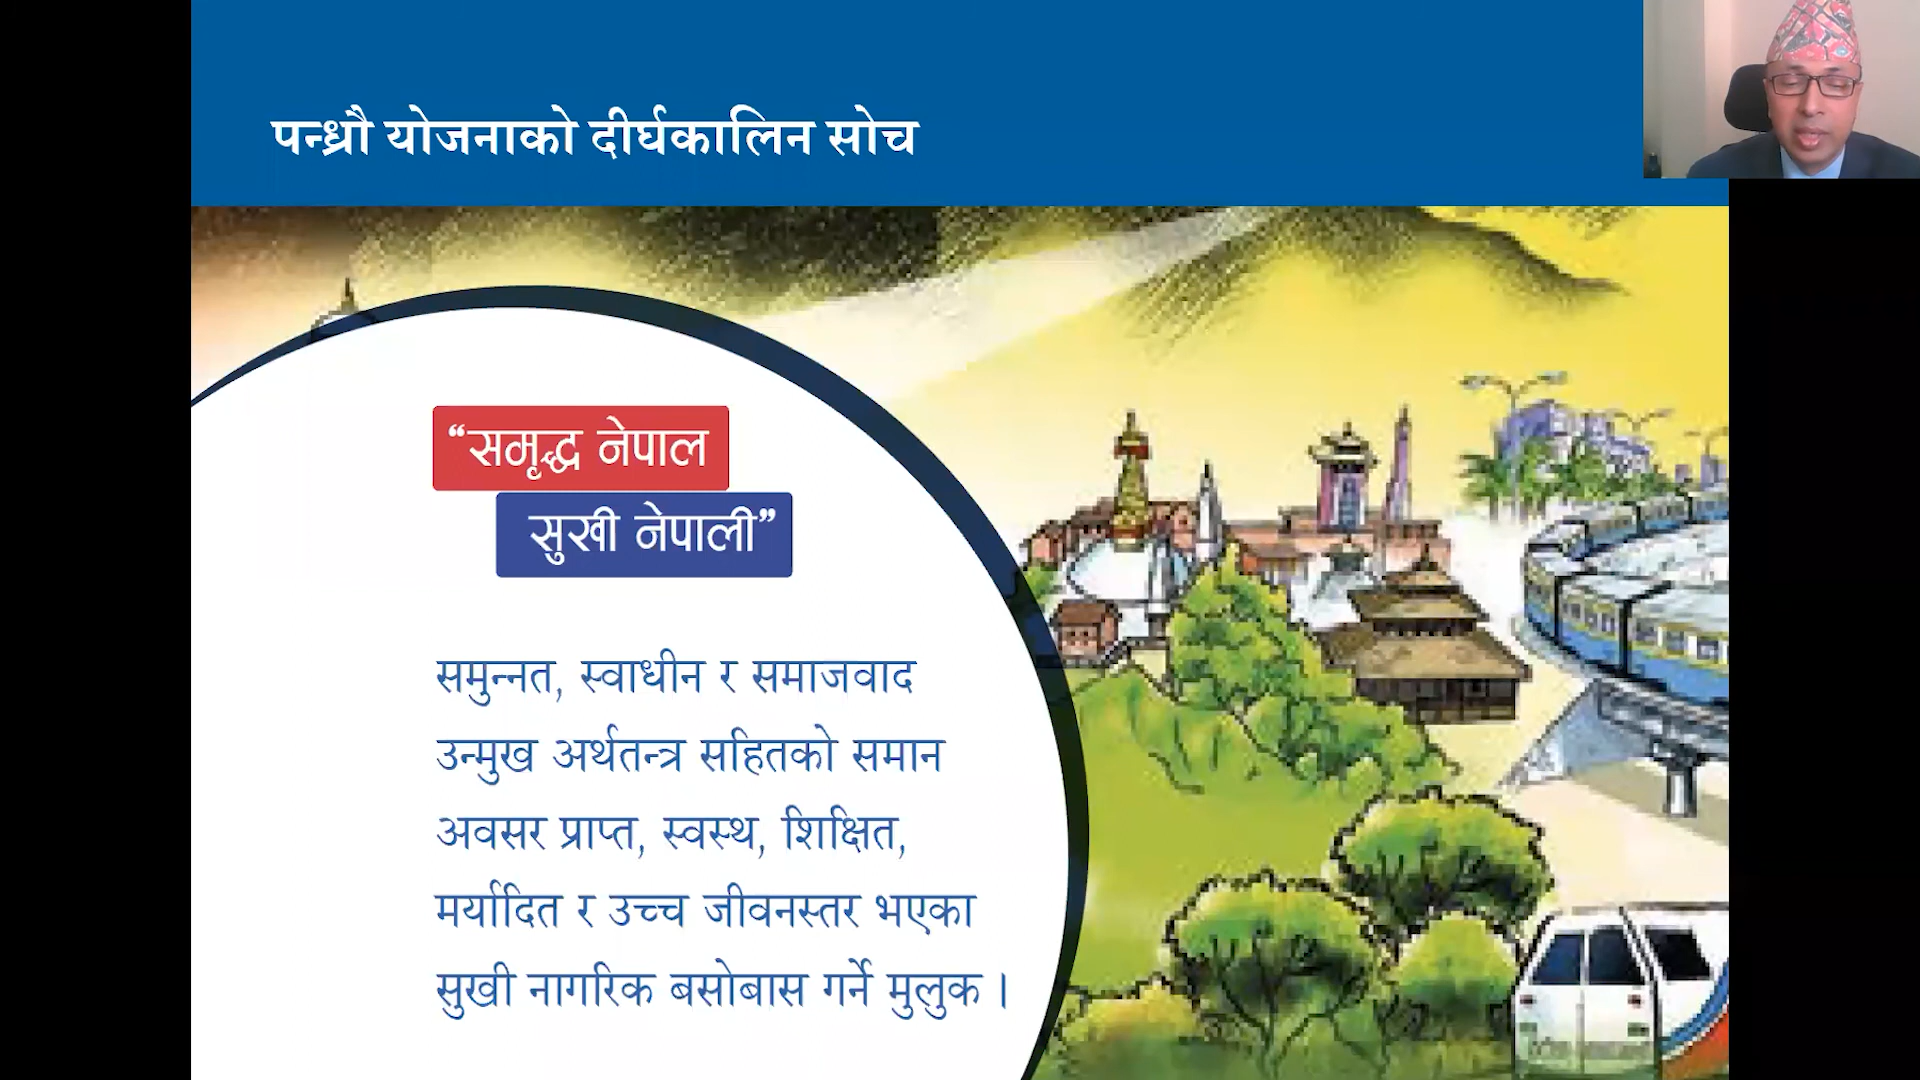 पन्ध्रौ योजनाको दीर्घकालिन सोच
“समृद्ध नेपाल
सुखी नेपाली”
समुन्नत, स्वाधीन र समाजवाद
उन्मुख अर्थतन्त्र सहितको समान
अवसर प्राप्त, स्वस्थ, शिक्षित,
मर्यादित र उच्च जीवनस्तर भएका
सुखी नागरिक बसोबास गर्ने मुलुक ।